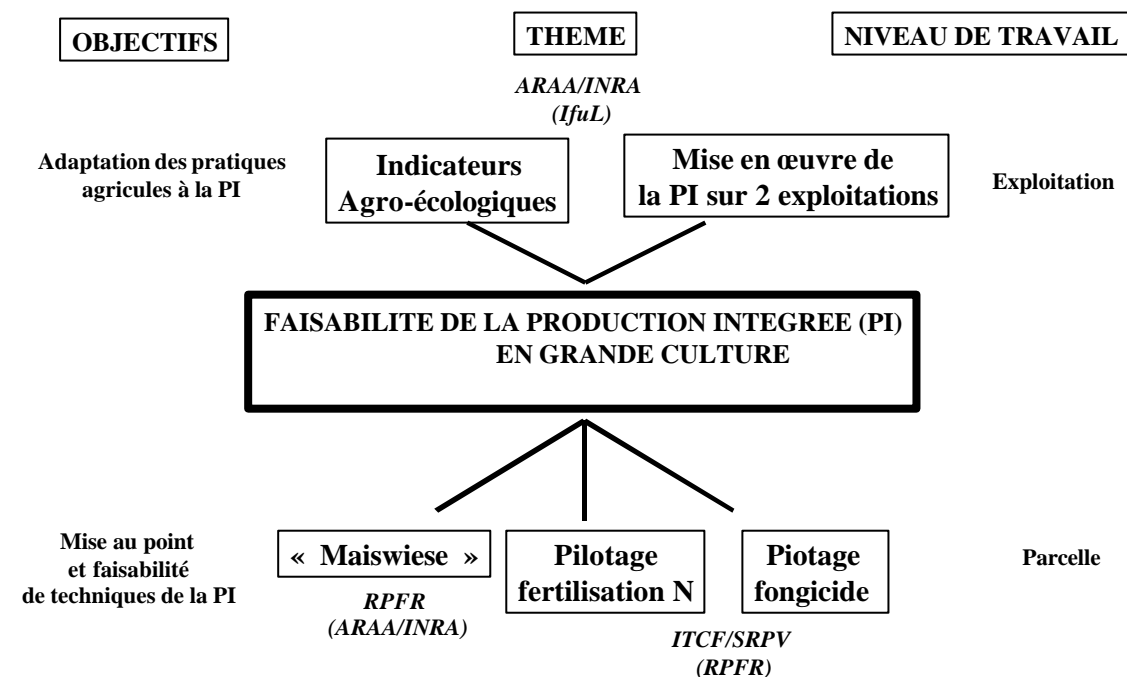 OBJECTIFS
THEME
NIVEAU DE TRAVAIL
ARAA/INRA
(IfuL)
Adaptation des pratiques
agricoles à la PI
Indicateurs
Agro-écologiques
Mise en œuvre de
la PI sur 2 exploitations
Exploitation
FAISABILITE DE LA PRODUCTION INTEGREE (PI)
EN GRANDE CULTURE
Mise au point
et faisabilité
de techniques de la PI
« Maiswiese »
RPFR
(ARAA/INRA)
Pilotage
fertilisation N
Piotage
fongicide
ITCF/SRPV
(RPFR)
Parcelle